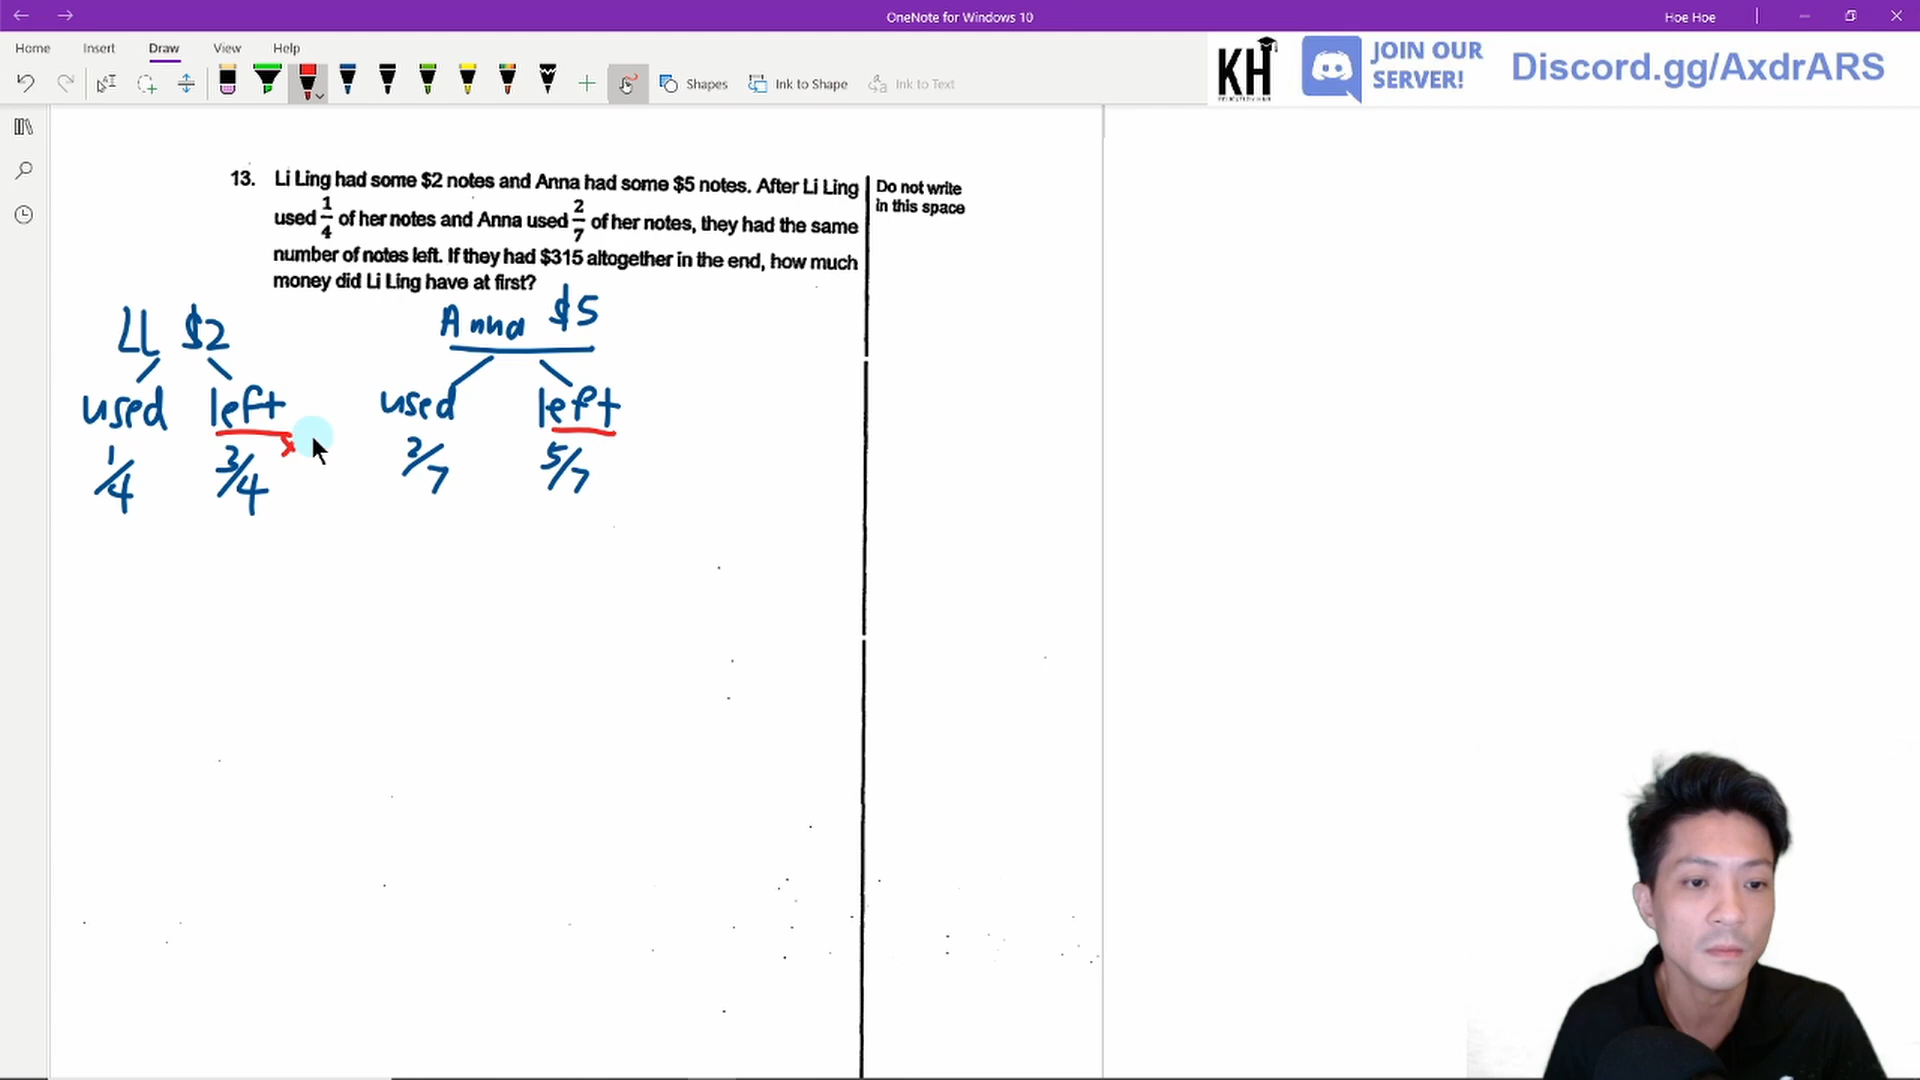 OneNote for Windows 10
Hoe Hoe
Home Insert Draw View Help
Shapes Ink to Shape Ink to Text
KH
JOIN OUR
SERVER!
Discord.gg/AxdrARS
13. Li Ling had some $2 notes and Anna had some $5 notes. After Li Ling
used 1/4 of her notes and Anna used 2/7 of her notes, they had the same
number of notes left. If they had $315 altogether in the end, how much
money did Li Ling have at first?
Do not write
in this space
LL $2
Anna $5
used left
used left
1/4 3/4
2/7 5/7